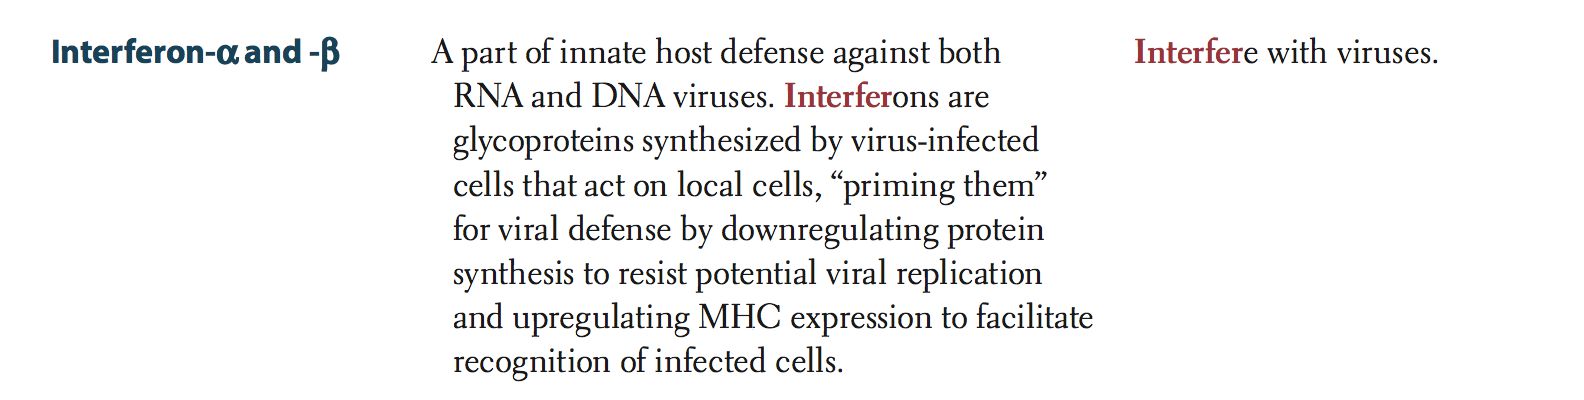 Interferon-α and -β
A part of innate host defense against both
RNA and DNA viruses. Interferons are
glycoproteins synthesized by virus-infected
cells that act on local cells, “priming them”
for viral defense by downregulating protein
synthesis to resist potential viral replication
and upregulating MHC expression to facilitate
recognition of infected cells.
Interfere with viruses.